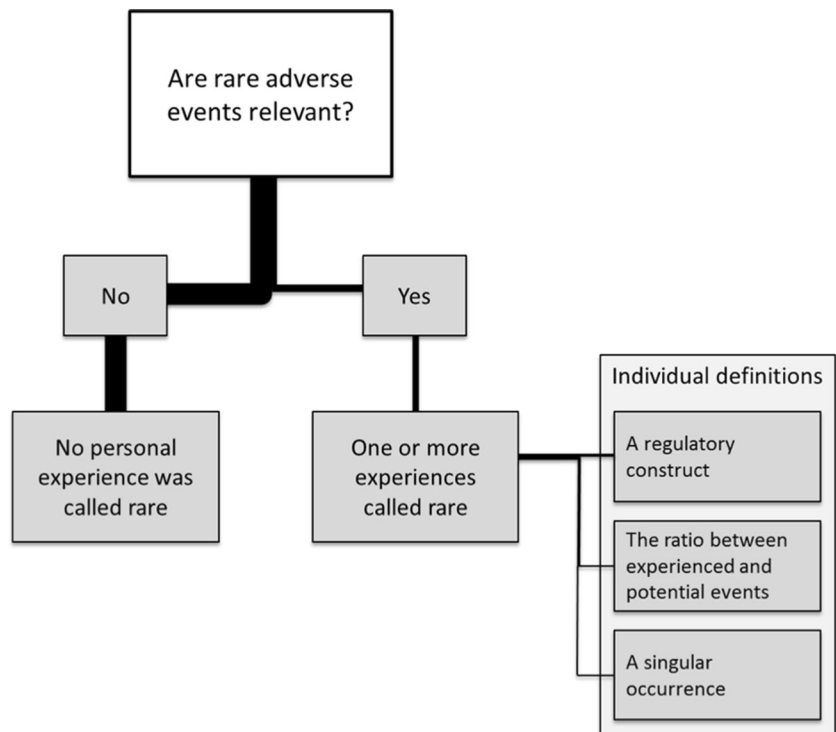 Are rare adverse
events relevant?
No
Yes
No personal
experience was
called rare
One or more
experiences
called rare
Individual definitions
A regulatory
construct
The ratio between
experienced and
potential events
A singular
occurrence